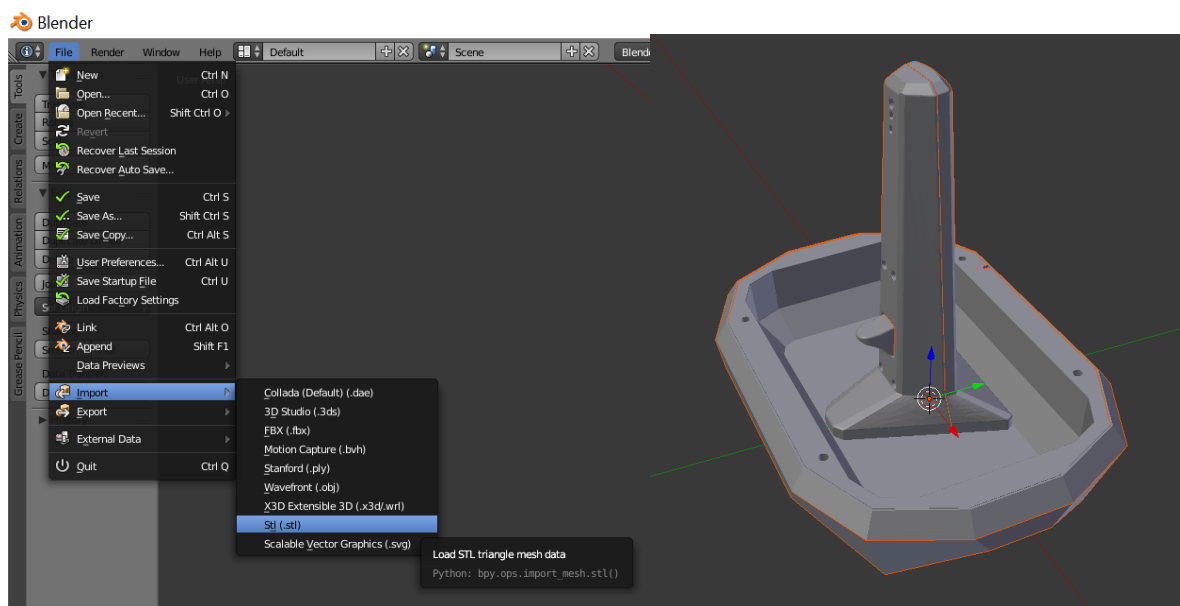 Blender
File Render Window Help Default Scene Blend
Tools
Create
Relations
Animation
Physics
Grease Pencil
New Ctrl N
Open... Ctrl O
Open Recent... Shift Ctrl O
Revert
Recover Last Session
Recover Auto Save...
Save Ctrl S
Save As... Shift Ctrl S
Save Copy... Ctrl Alt S
User Preferences... Ctrl Alt U
Save Startup File Ctrl U
Load Factory Settings
Link Ctrl Alt O
Append Shift F1
Data Previews
Import
Export
External Data
Quit Ctrl Q
Collada (Default) (.dae)
3D Studio (.3ds)
FBX (.fbx)
Motion Capture (.bvh)
Stanford (.ply)
Wavefront (.obj)
X3D Extensible 3D (.x3d/.wrl)
Stl (.stl)
Scalable Vector Graphics (.svg)
Load STL triangle mesh data
Python: bpy.ops.import_mesh.stl()